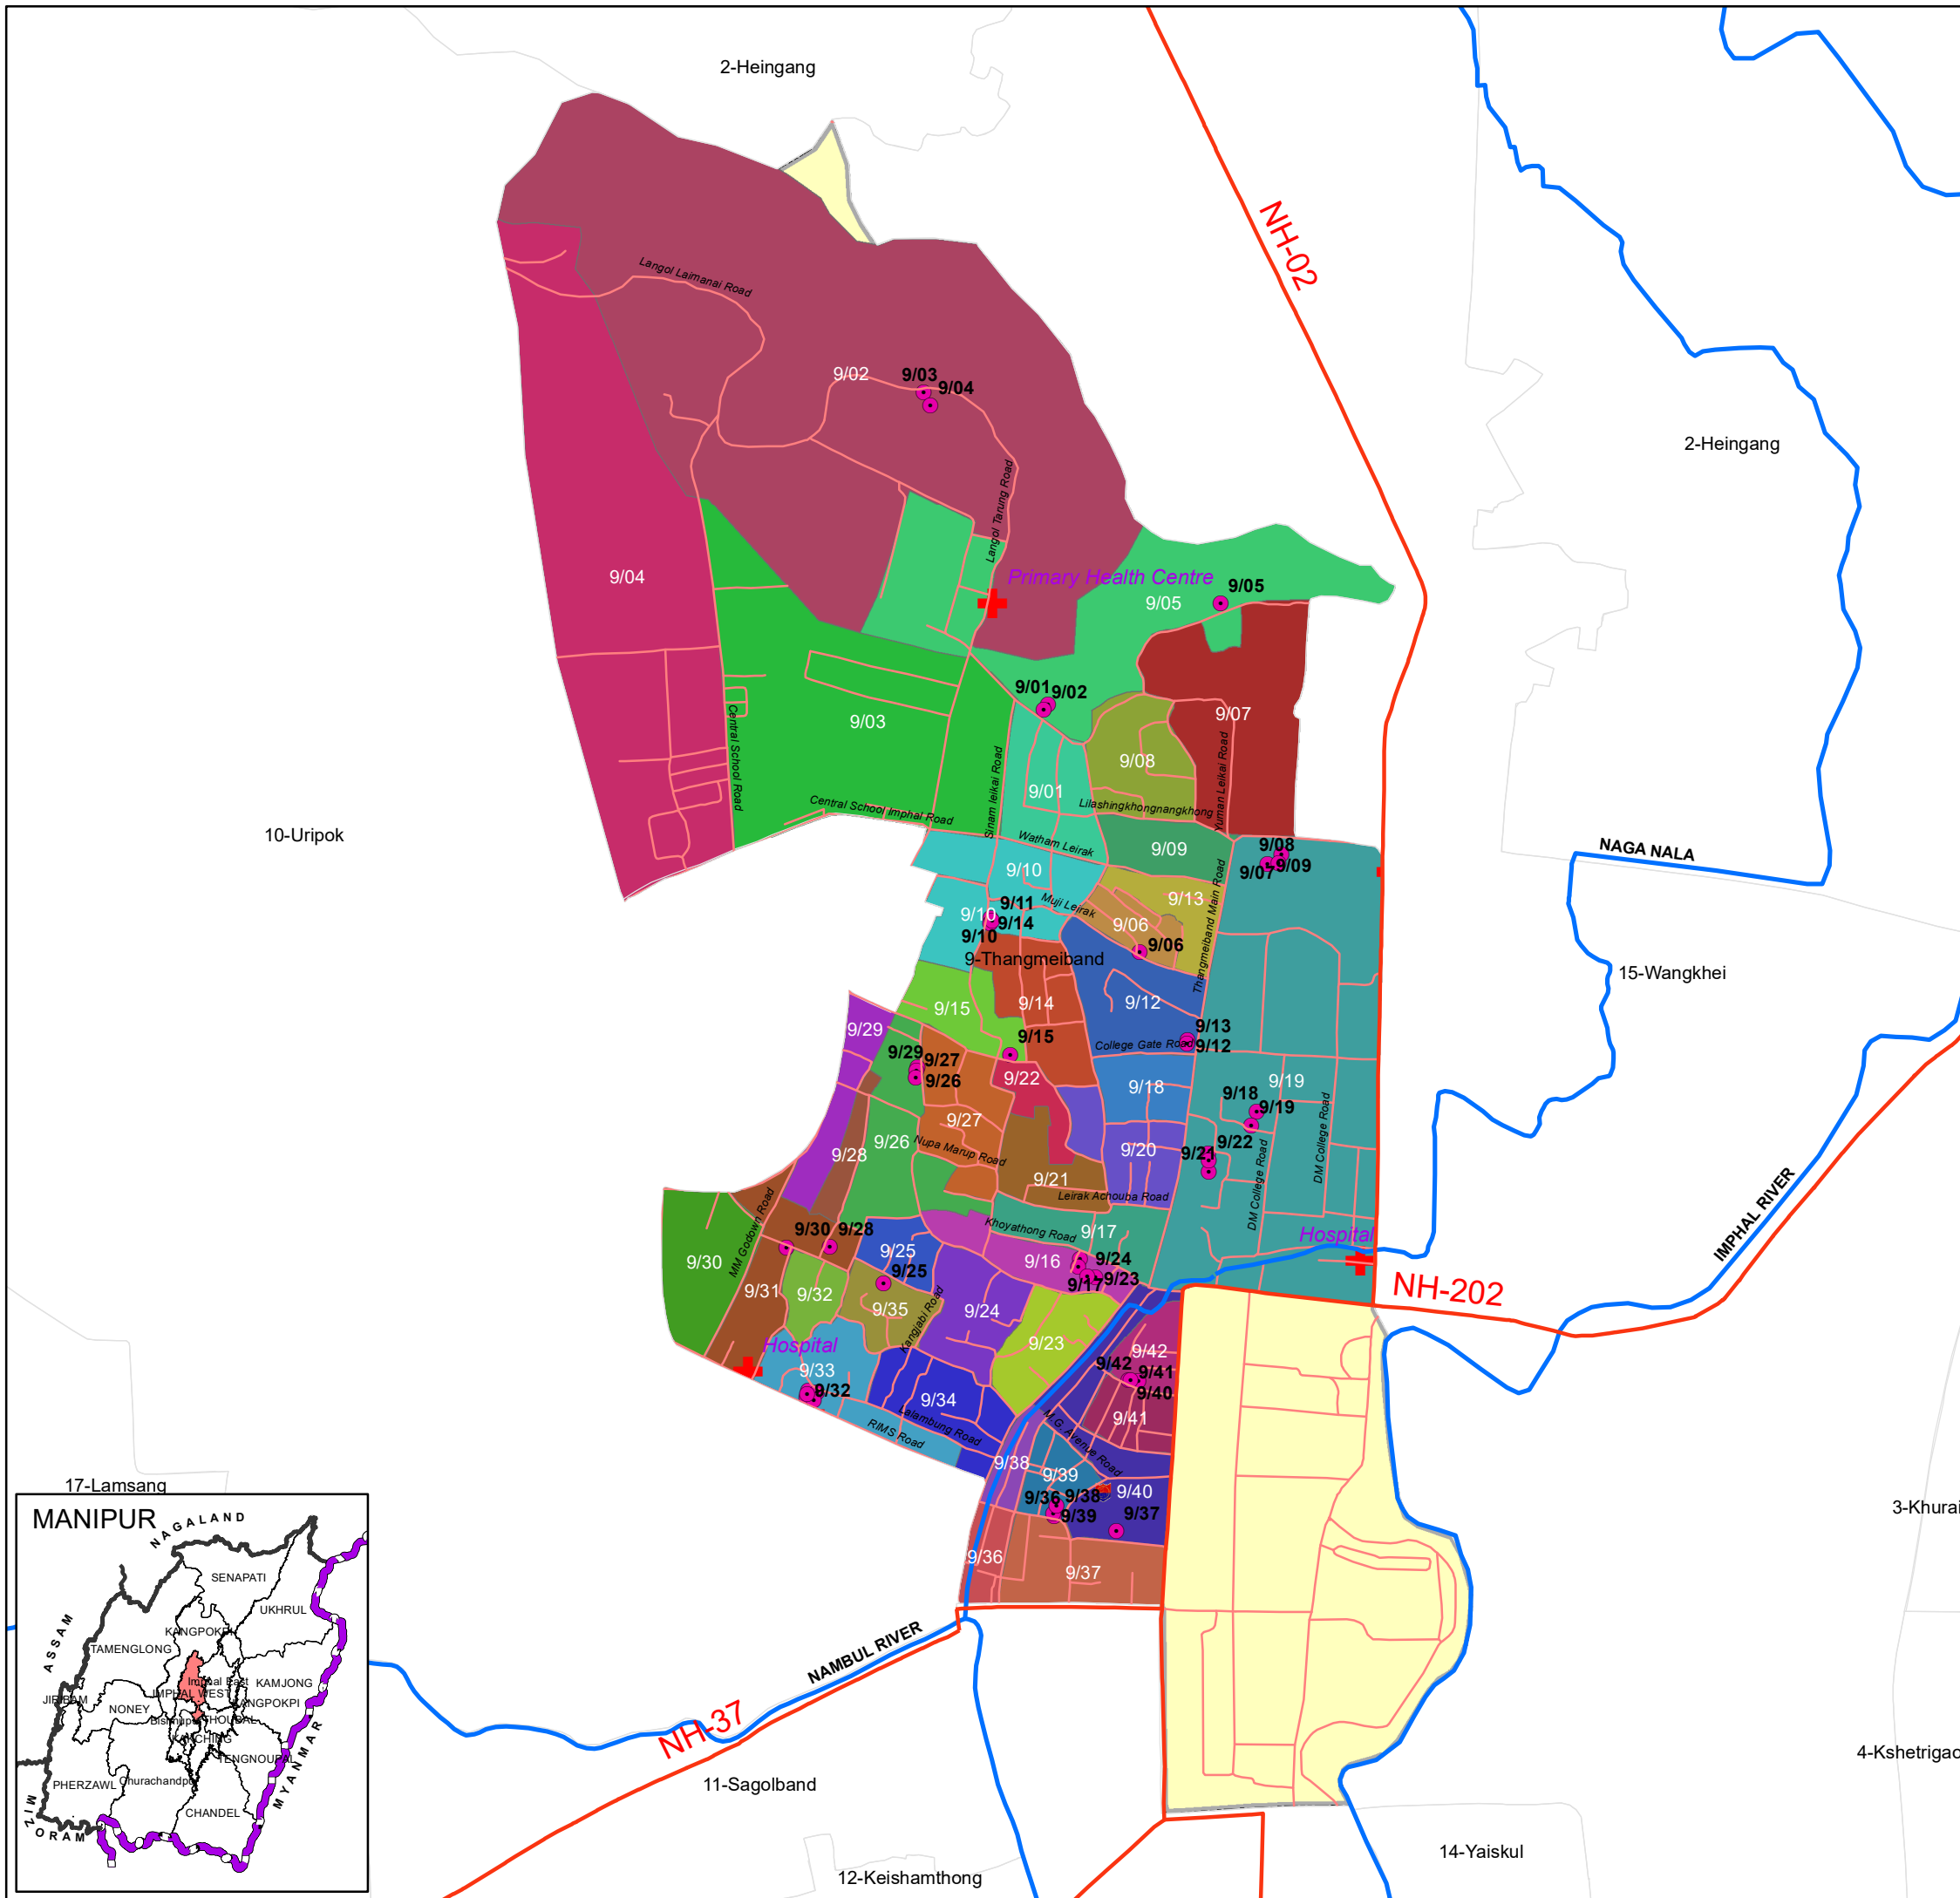 2-Heingang
NH-02
Langol Laimanai Road
9/02
9/03
9/04
2-Heingang
Langol Tarung Road
9/04
Primary Health Centre
9/05
9/05
9/01
9/02
9/03
9/07
Central School Road
9/08
Sinam leikai Road
9/01
Yuman Leikai Road
Central School Imphal Road
Lilashingkhongnangkhong
10-Uripok
Watham Leirak
9/09
9/08
9/07
9/09
NAGA NALA
9/10
9/13
Muji Leirak
Thangmeiband Main Road
9/11
9/10
9/14
9/10
9/06
9/06
9-Thangmeiband
15-Wangkhei
9/15
9/14
9/12
9/29
9/13
9/15
College Gate Road
9/12
9/29
9/27
9/26
9/22
9/18
9/19
9/18
9/19
DM College Road
9/27
9/26
Nupa Marup Road
9/28
9/20
9/22
9/21
9/21
Leirak Achouba Road
DM College Road
IMPHAL RIVER
MM Godown Road
9/30
9/28
Khoyathong Road
9/17
Hospital
9/30
9/25
9/25
9/16
9/24
9/17
9/23
NH-202
9/31
9/32
9/35
Kangjabi Road
9/24
9/23
9/42
Hospital
9/33
9/32
9/42
9/41
9/40
9/34
Lalambung Road
RIMS Road
9/41
M.G. Avenue Road
9/38
9/39
9/40
9/36
9/38
9/39
9/37
17-Lamsang
3-Khurai
9/36
9/37
NAMBUL RIVER
NH-37
4-Kshetrigao
11-Sagolband
14-Yaiskul
12-Keishamthong
MANIPUR
NAGALAND
SENAPATI
UKHRUL
KANGPOKPI
ASSAM
TAMENGLONG
Imphal East
KAMJONG
IMPHAL WEST
JIRIBAM
NONEY
KANGPOKPI
Bishnupur
THOUBAL
KAKCHING
TENGNOUPAL
MYANMAR
PHERZAWL
Churachandpur
CHANDEL
MIZORAM